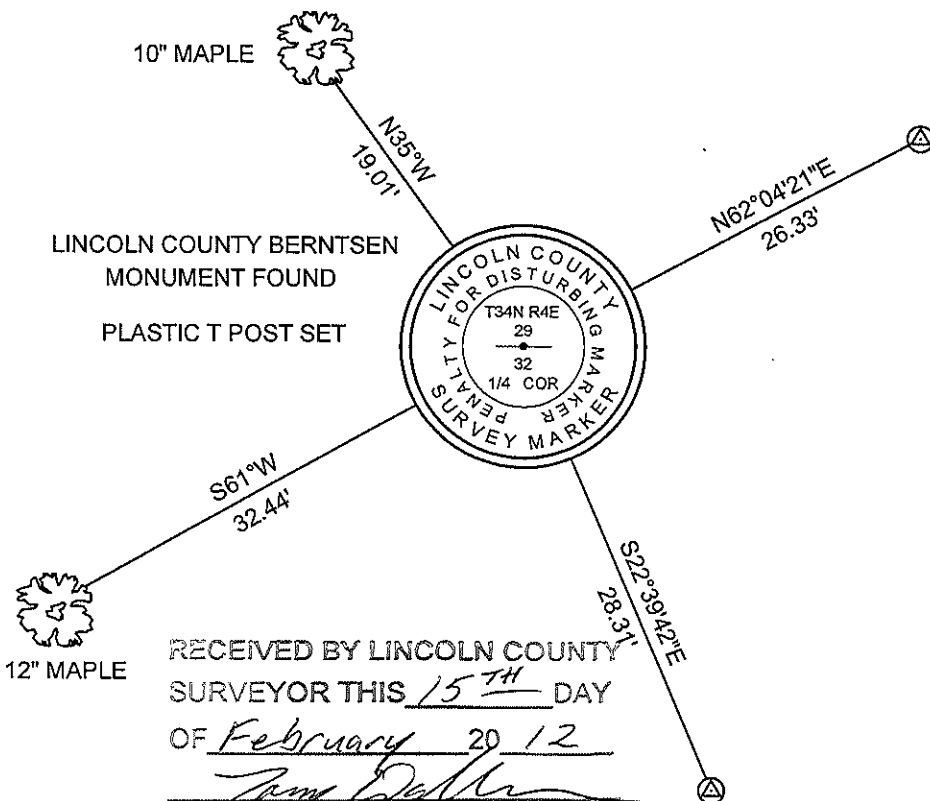 10" MAPLE
N35°W
19.01'
N62°04'21"E
26.33'
LINCOLN COUNTY BERNTSEN
MONUMENT FOUND
PLASTIC T POST SET
LINCOLN COUNTY
PENALTY FOR DISTURBING MARKER
T34N R4E
29
32
1/4 COR
SURVEY MARKER
S61°W
32.44'
12" MAPLE
S22°39'42"E
28.31'
RECEIVED BY LINCOLN COUNTY
SURVEYOR THIS 15TH DAY
OF February 20 12